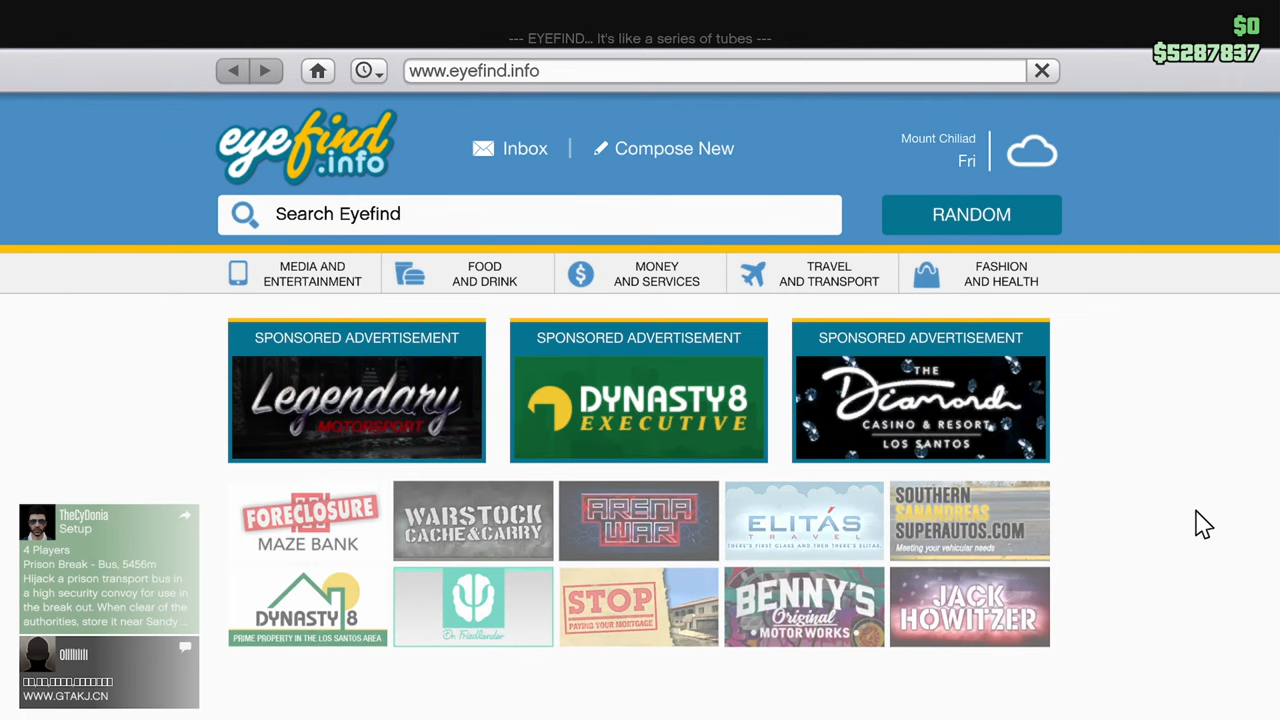 --- EYEFIND... It's like a series of tubes ---
$0
$5287837
www.eyefind.info
eyefind
.info
Inbox
Compose New
Mount Chiliad
Fri
Search Eyefind
RANDOM
MEDIA AND
ENTERTAINMENT
FOOD
AND DRINK
MONEY
AND SERVICES
TRAVEL
AND TRANSPORT
FASHION
AND HEALTH
SPONSORED ADVERTISEMENT
Legendary
MOTORSPORT
SPONSORED ADVERTISEMENT
DYNASTY8
EXECUTIVE
SPONSORED ADVERTISEMENT
THE
Diamond
CASINO & RESORT
LOS SANTOS
FORECLOSURE
MAZE BANK
WARSTOCK
CACHE & CARRY
ARENA
WAR
ELITÁS
TRAVEL
THERE'S FIRST CLASS AND THEN THERE'S ELITAS.
SOUTHERN
SANANDREAS
SUPERAUTOS.COM
Meeting your vehicular needs
DYNASTY 8
PRIME PROPERTY IN THE LOS SANTOS AREA
Dr. Friedlander
STOP
PAYING YOUR MORTGAGE
BENNY'S
Original
MOTOR WORKS
JACK
HOWITZER
TheCyDonia
Setup
4 Players
Prison Break - Bus, 5456m
Hijack a prison transport bus in
a high security convoy for use in
the break out. When clear of the
authorities, store it near Sandy ...
WWW.GTAKJ.CN